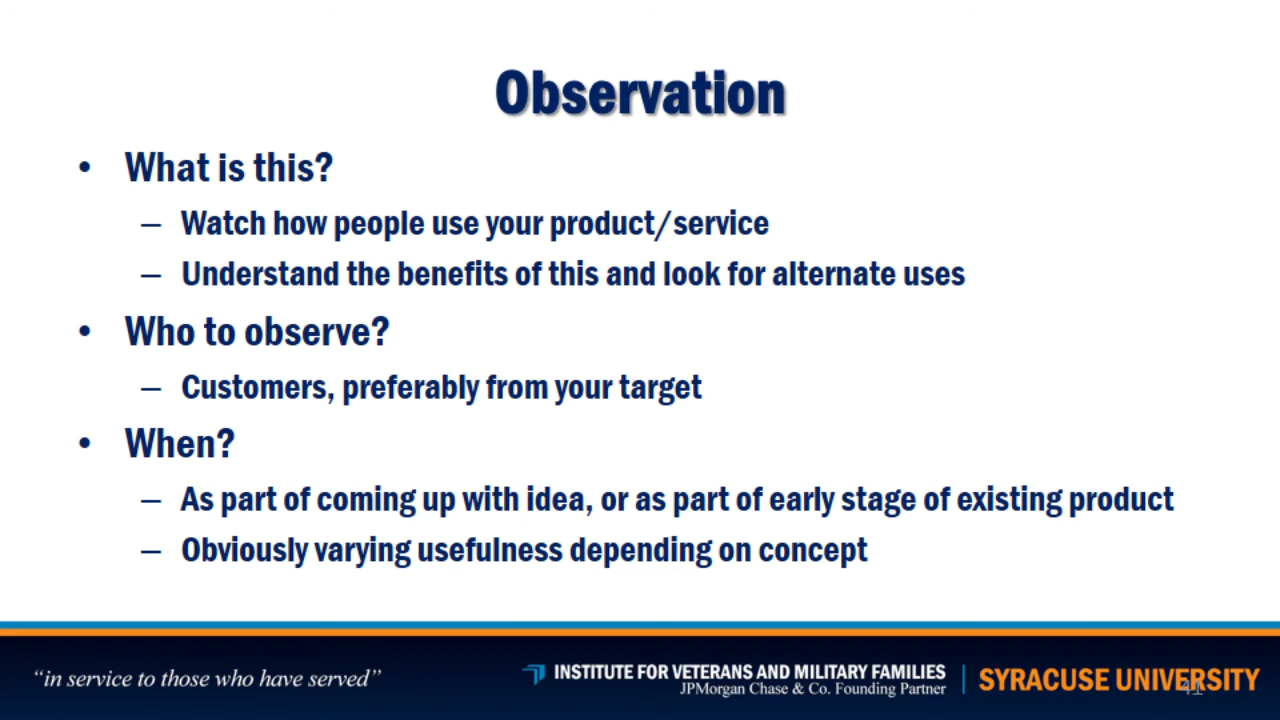 Observation
• What is this?
– Watch how people use your product/service
– Understand the benefits of this and look for alternate uses
• Who to observe?
– Customers, preferably from your target
• When?
– As part of coming up with idea, or as part of early stage of existing product
– Obviously varying usefulness depending on concept
“in service to those who have served”
INSTITUTE FOR VETERANS AND MILITARY FAMILIES
JPMorgan Chase & Co. Founding Partner
SYRACUSE UNIVERSITY
41